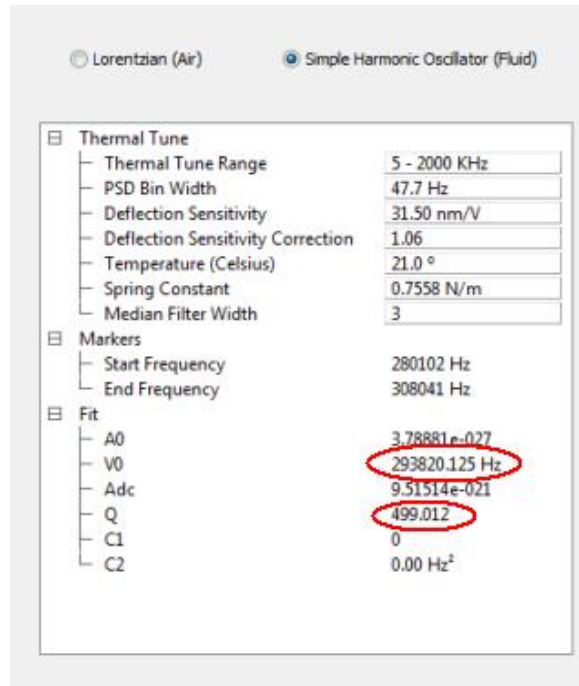 Lorentzian (Air) Simple Harmonic Oscillator (Fluid)
Thermal Tune
Thermal Tune Range 5 - 2000 KHz
PSD Bin Width 47.7 Hz
Deflection Sensitivity 31.50 nm/V
Deflection Sensitivity Correction 1.06
Temperature (Celsius) 21.0 °
Spring Constant 0.7558 N/m
Median Filter Width 3
Markers
Start Frequency 280102 Hz
End Frequency 308041 Hz
Fit
A0 3.78881e-027
V0 293820.125 Hz
Adc 9.51514e-021
Q 499.012
C1 0
C2 0.00 Hz²